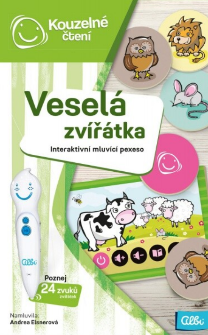 Kouzelné
čtení
Veselá
zvířátka
Interaktivní mluvící pexeso
Poznej
24 zvuků
zvířátek
Namluvila:
Andrea Elsnerová
Albi